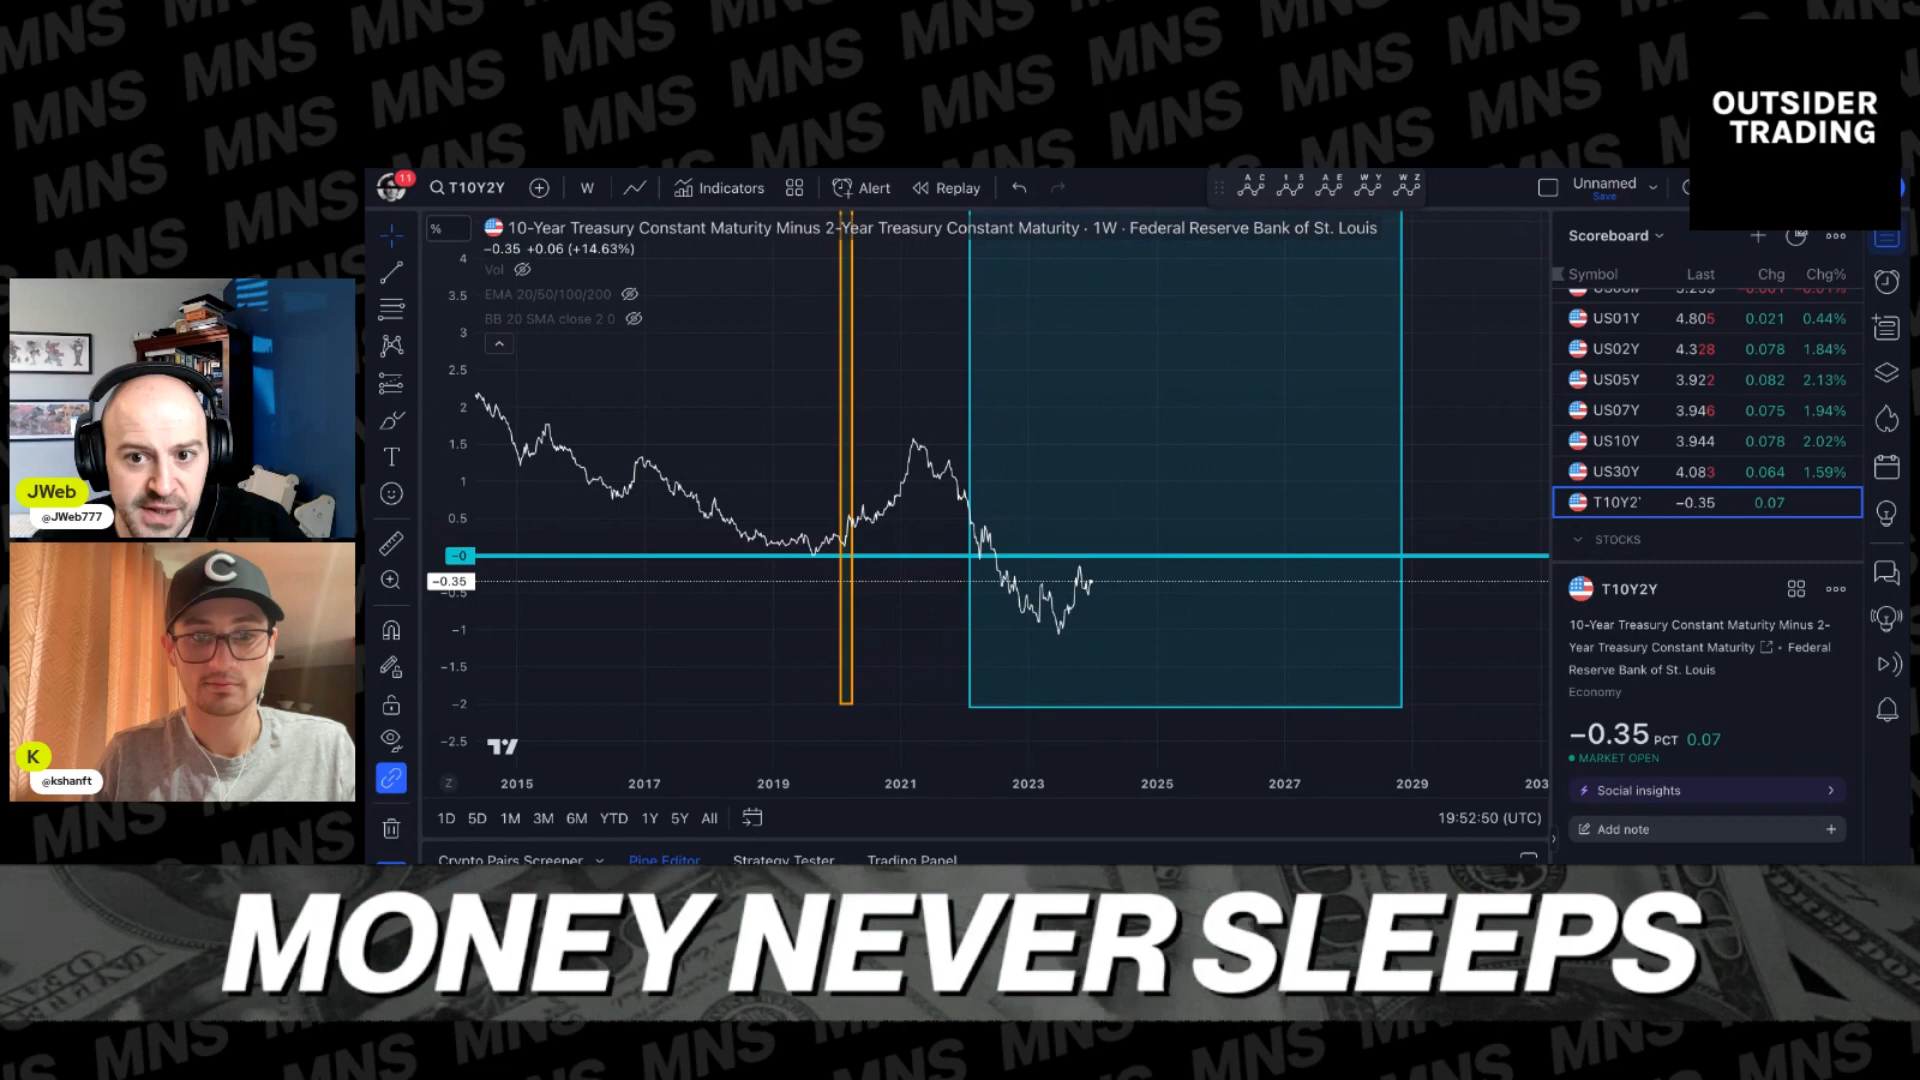 OUTSIDER
TRADING
11
T10Y2Y
W
Indicators
Alert
Replay
A C
1 5
A E
W Y
W Z
Unnamed
Save
%
10-Year Treasury Constant Maturity Minus 2-Year Treasury Constant Maturity · 1W · Federal Reserve Bank of St. Louis
−0.35 +0.06 (+14.63%)
Vol
EMA 20/50/100/200
BB 20 SMA close 2 0
4
3.5
3
2.5
2
1.5
1
0.5
−0
−0.35
−0.5
−1
−1.5
−2
−2.5
Z
2015
2017
2019
2021
2023
2025
2027
2029
203
1D
5D
1M
3M
6M
YTD
1Y
5Y
All
19:52:50 (UTC)
Crypto Pairs Screener
Pine Editor
Strategy Tester
Trading Panel
Scoreboard
Symbol Last Chg Chg%
US01Y 4.805 0.021 0.44%
US02Y 4.328 0.078 1.84%
US05Y 3.922 0.082 2.13%
US07Y 3.946 0.075 1.94%
US10Y 3.944 0.078 2.02%
US30Y 4.083 0.064 1.59%
T10Y2 −0.35 0.07
STOCKS
T10Y2Y
10-Year Treasury Constant Maturity Minus 2-
Year Treasury Constant Maturity • Federal
Reserve Bank of St. Louis
Economy
−0.35 PCT 0.07
MARKET OPEN
Social insights
Add note
JWeb
@JWeb777
C
K
@kshanft
MONEY NEVER SLEEPS
MNS